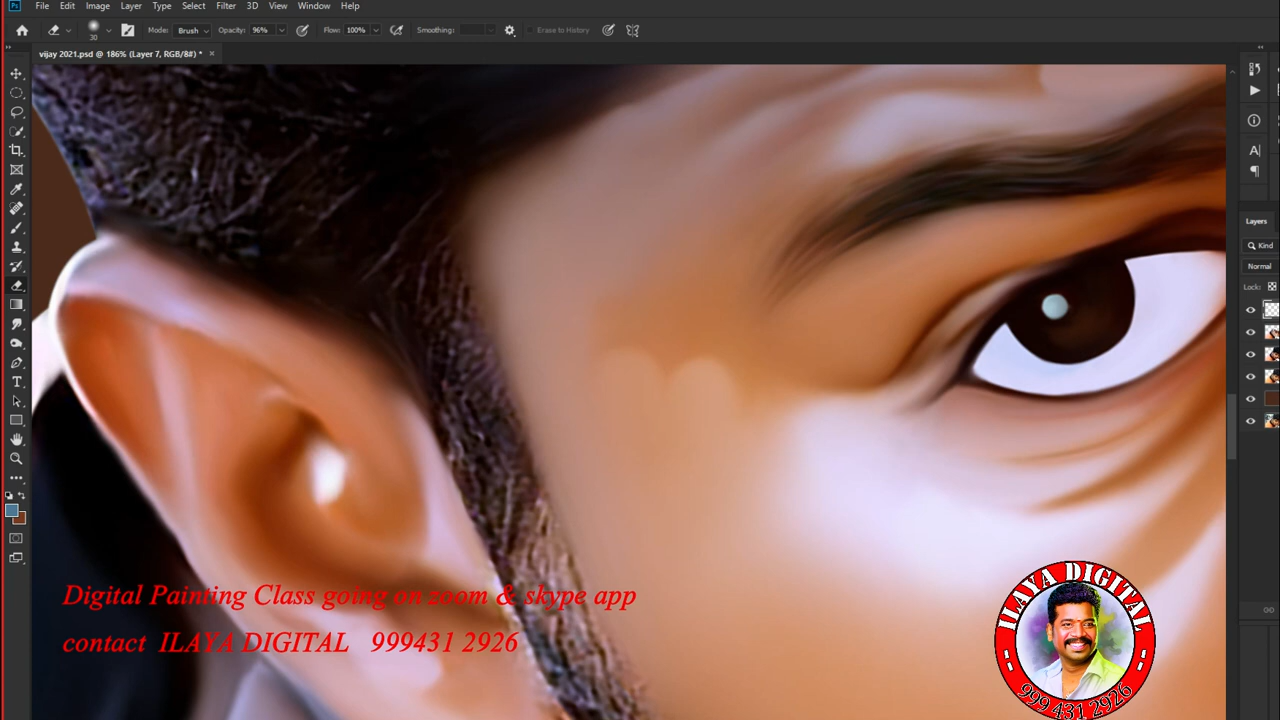 File Edit Image Layer Type Select Filter 3D View Window Help
30 Mode: Brush Opacity: 96% Flow: 100% Smoothing: Erase to History
vijay 2021.psd @ 186% (Layer 7, RGB/8#) * ×
Layers
Kind
Normal
Lock:
Digital Painting Class going on zoom & skype app
contact ILAYA DIGITAL 999431 2926
ILAYA DIGITAL
999 431 2926